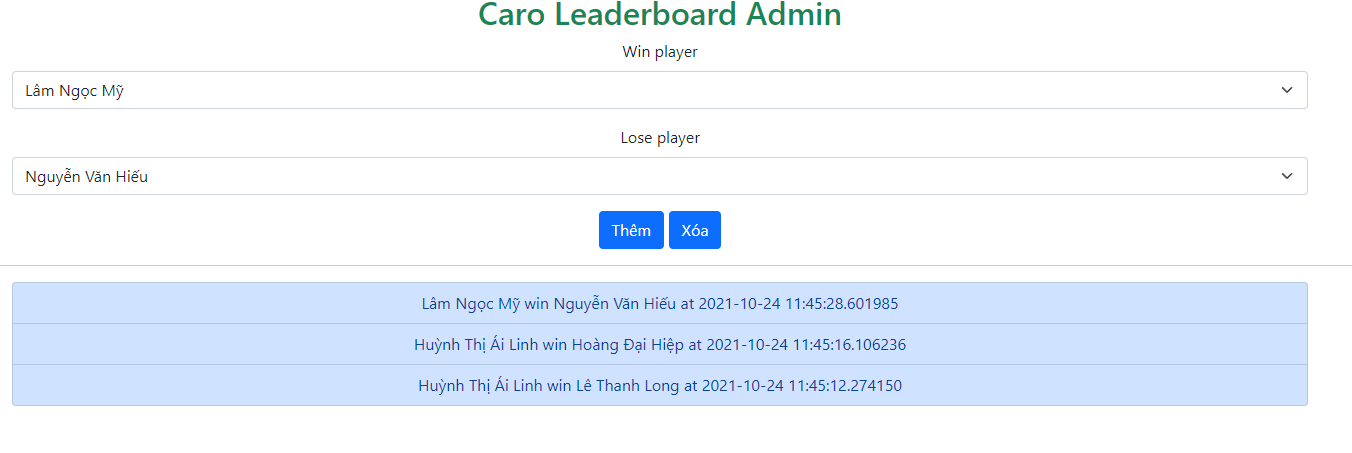 Caro Leaderboard Admin
Win player
Lâm Ngọc Mỹ
Lose player
Nguyễn Văn Hiếu
Thêm Xóa
Lâm Ngọc Mỹ win Nguyễn Văn Hiếu at 2021-10-24 11:45:28.601985
Huỳnh Thị Ái Linh win Hoàng Đại Hiệp at 2021-10-24 11:45:16.106236
Huỳnh Thị Ái Linh win Lê Thanh Long at 2021-10-24 11:45:12.274150